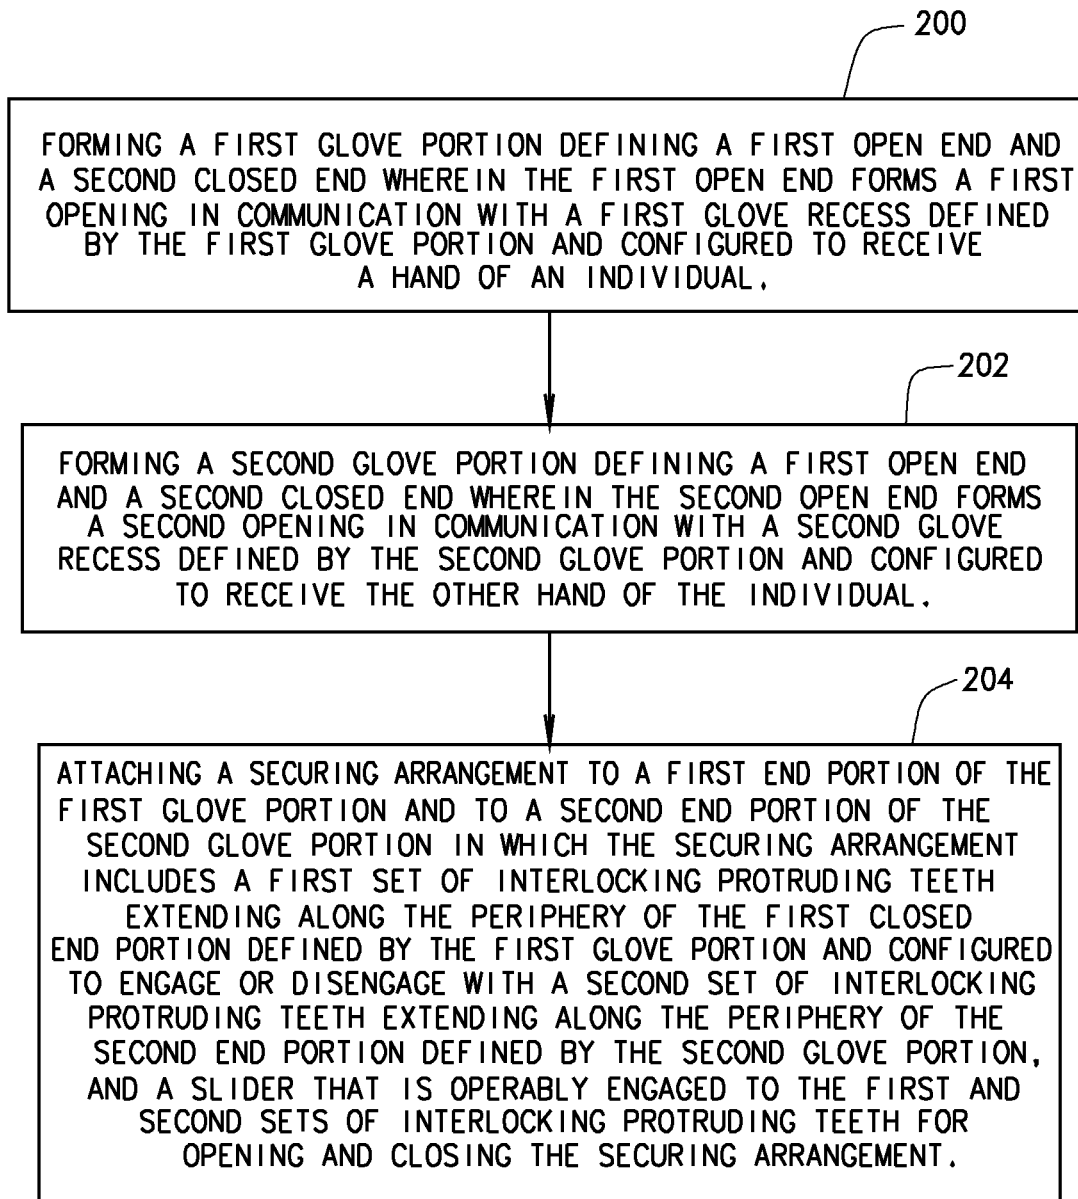 200
FORMING A FIRST GLOVE PORTION DEFINING A FIRST OPEN END AND
A SECOND CLOSED END WHEREIN THE FIRST OPEN END FORMS A FIRST
OPENING IN COMMUNICATION WITH A FIRST GLOVE RECESS DEFINED
BY THE FIRST GLOVE PORTION AND CONFIGURED TO RECEIVE
A HAND OF AN INDIVIDUAL.
202
FORMING A SECOND GLOVE PORTION DEFINING A FIRST OPEN END
AND A SECOND CLOSED END WHEREIN THE SECOND OPEN END FORMS
A SECOND OPENING IN COMMUNICATION WITH A SECOND GLOVE
RECESS DEFINED BY THE SECOND GLOVE PORTION AND CONFIGURED
TO RECEIVE THE OTHER HAND OF THE INDIVIDUAL.
204
ATTACHING A SECURING ARRANGEMENT TO A FIRST END PORTION OF THE
FIRST GLOVE PORTION AND TO A SECOND END PORTION OF THE
SECOND GLOVE PORTION IN WHICH THE SECURING ARRANGEMENT
INCLUDES A FIRST SET OF INTERLOCKING PROTRUDING TEETH
EXTENDING ALONG THE PERIPHERY OF THE FIRST CLOSED
END PORTION DEFINED BY THE FIRST GLOVE PORTION AND CONFIGURED
TO ENGAGE OR DISENGAGE WITH A SECOND SET OF INTERLOCKING
PROTRUDING TEETH EXTENDING ALONG THE PERIPHERY OF THE
SECOND END PORTION DEFINED BY THE SECOND GLOVE PORTION,
AND A SLIDER THAT IS OPERABLY ENGAGED TO THE FIRST AND
SECOND SETS OF INTERLOCKING PROTRUDING TEETH FOR
OPENING AND CLOSING THE SECURING ARRANGEMENT.